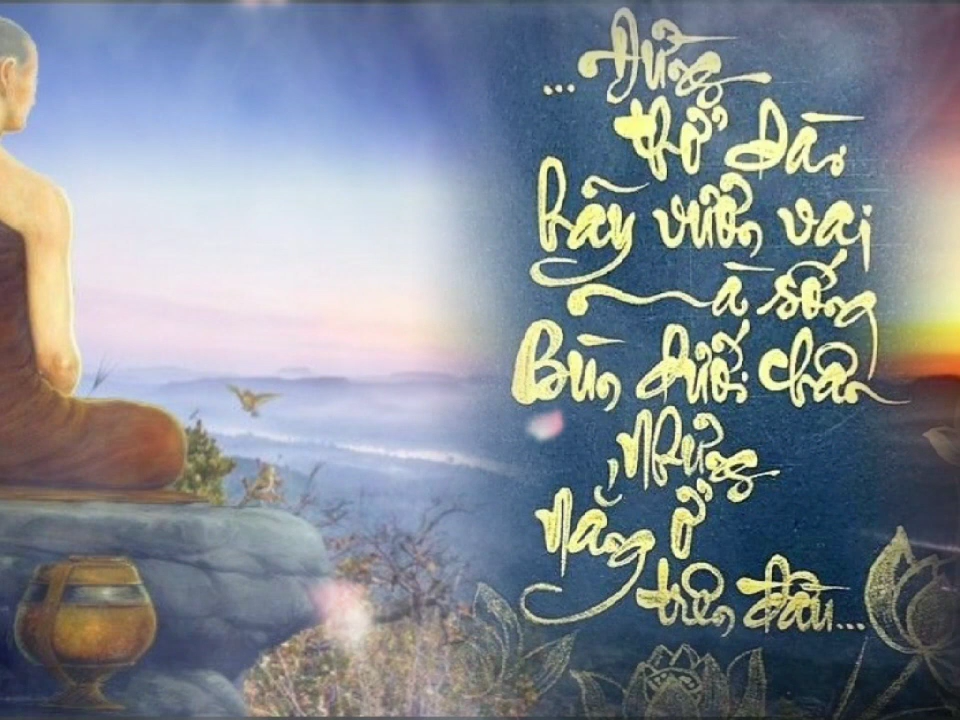 ...Đừng
thở dài
hãy vươn vai
mà sống
Bùn dưới chân
Nhưng
nắng ở
trên đầu...